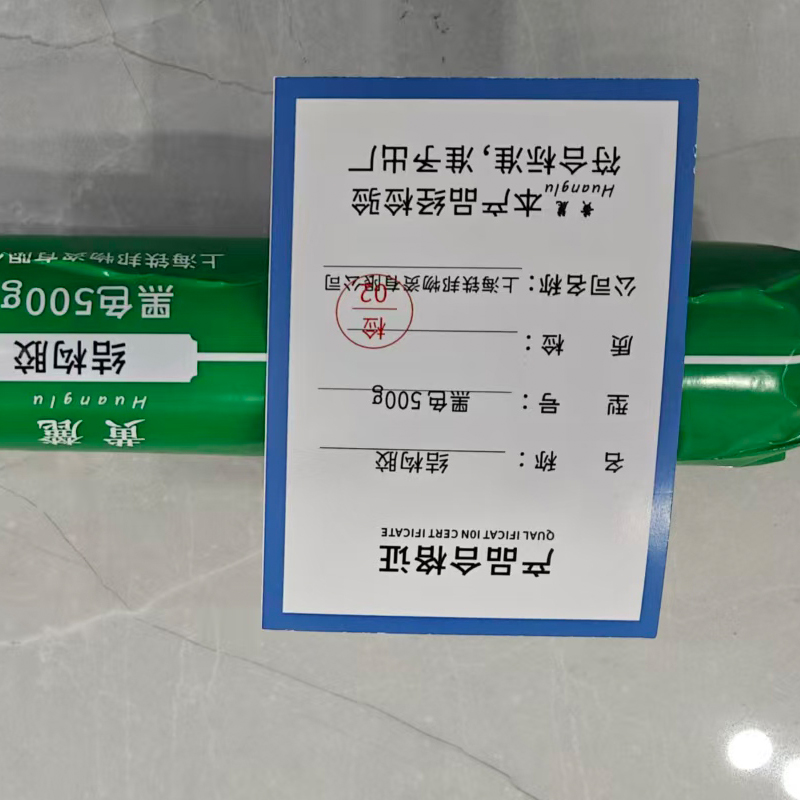 产品合格证
QUALIFICATION CERTIFICATE
名 称：结构胶
型 号：黑色500g
质 检：
检
02
公司名称：上海铁邦物资有限公司
黄麓
Huanglu
本产品经检验
符合标准，准予出厂
黄麓
Huanglu
结构胶
黑色500g
上海铁邦物资有限